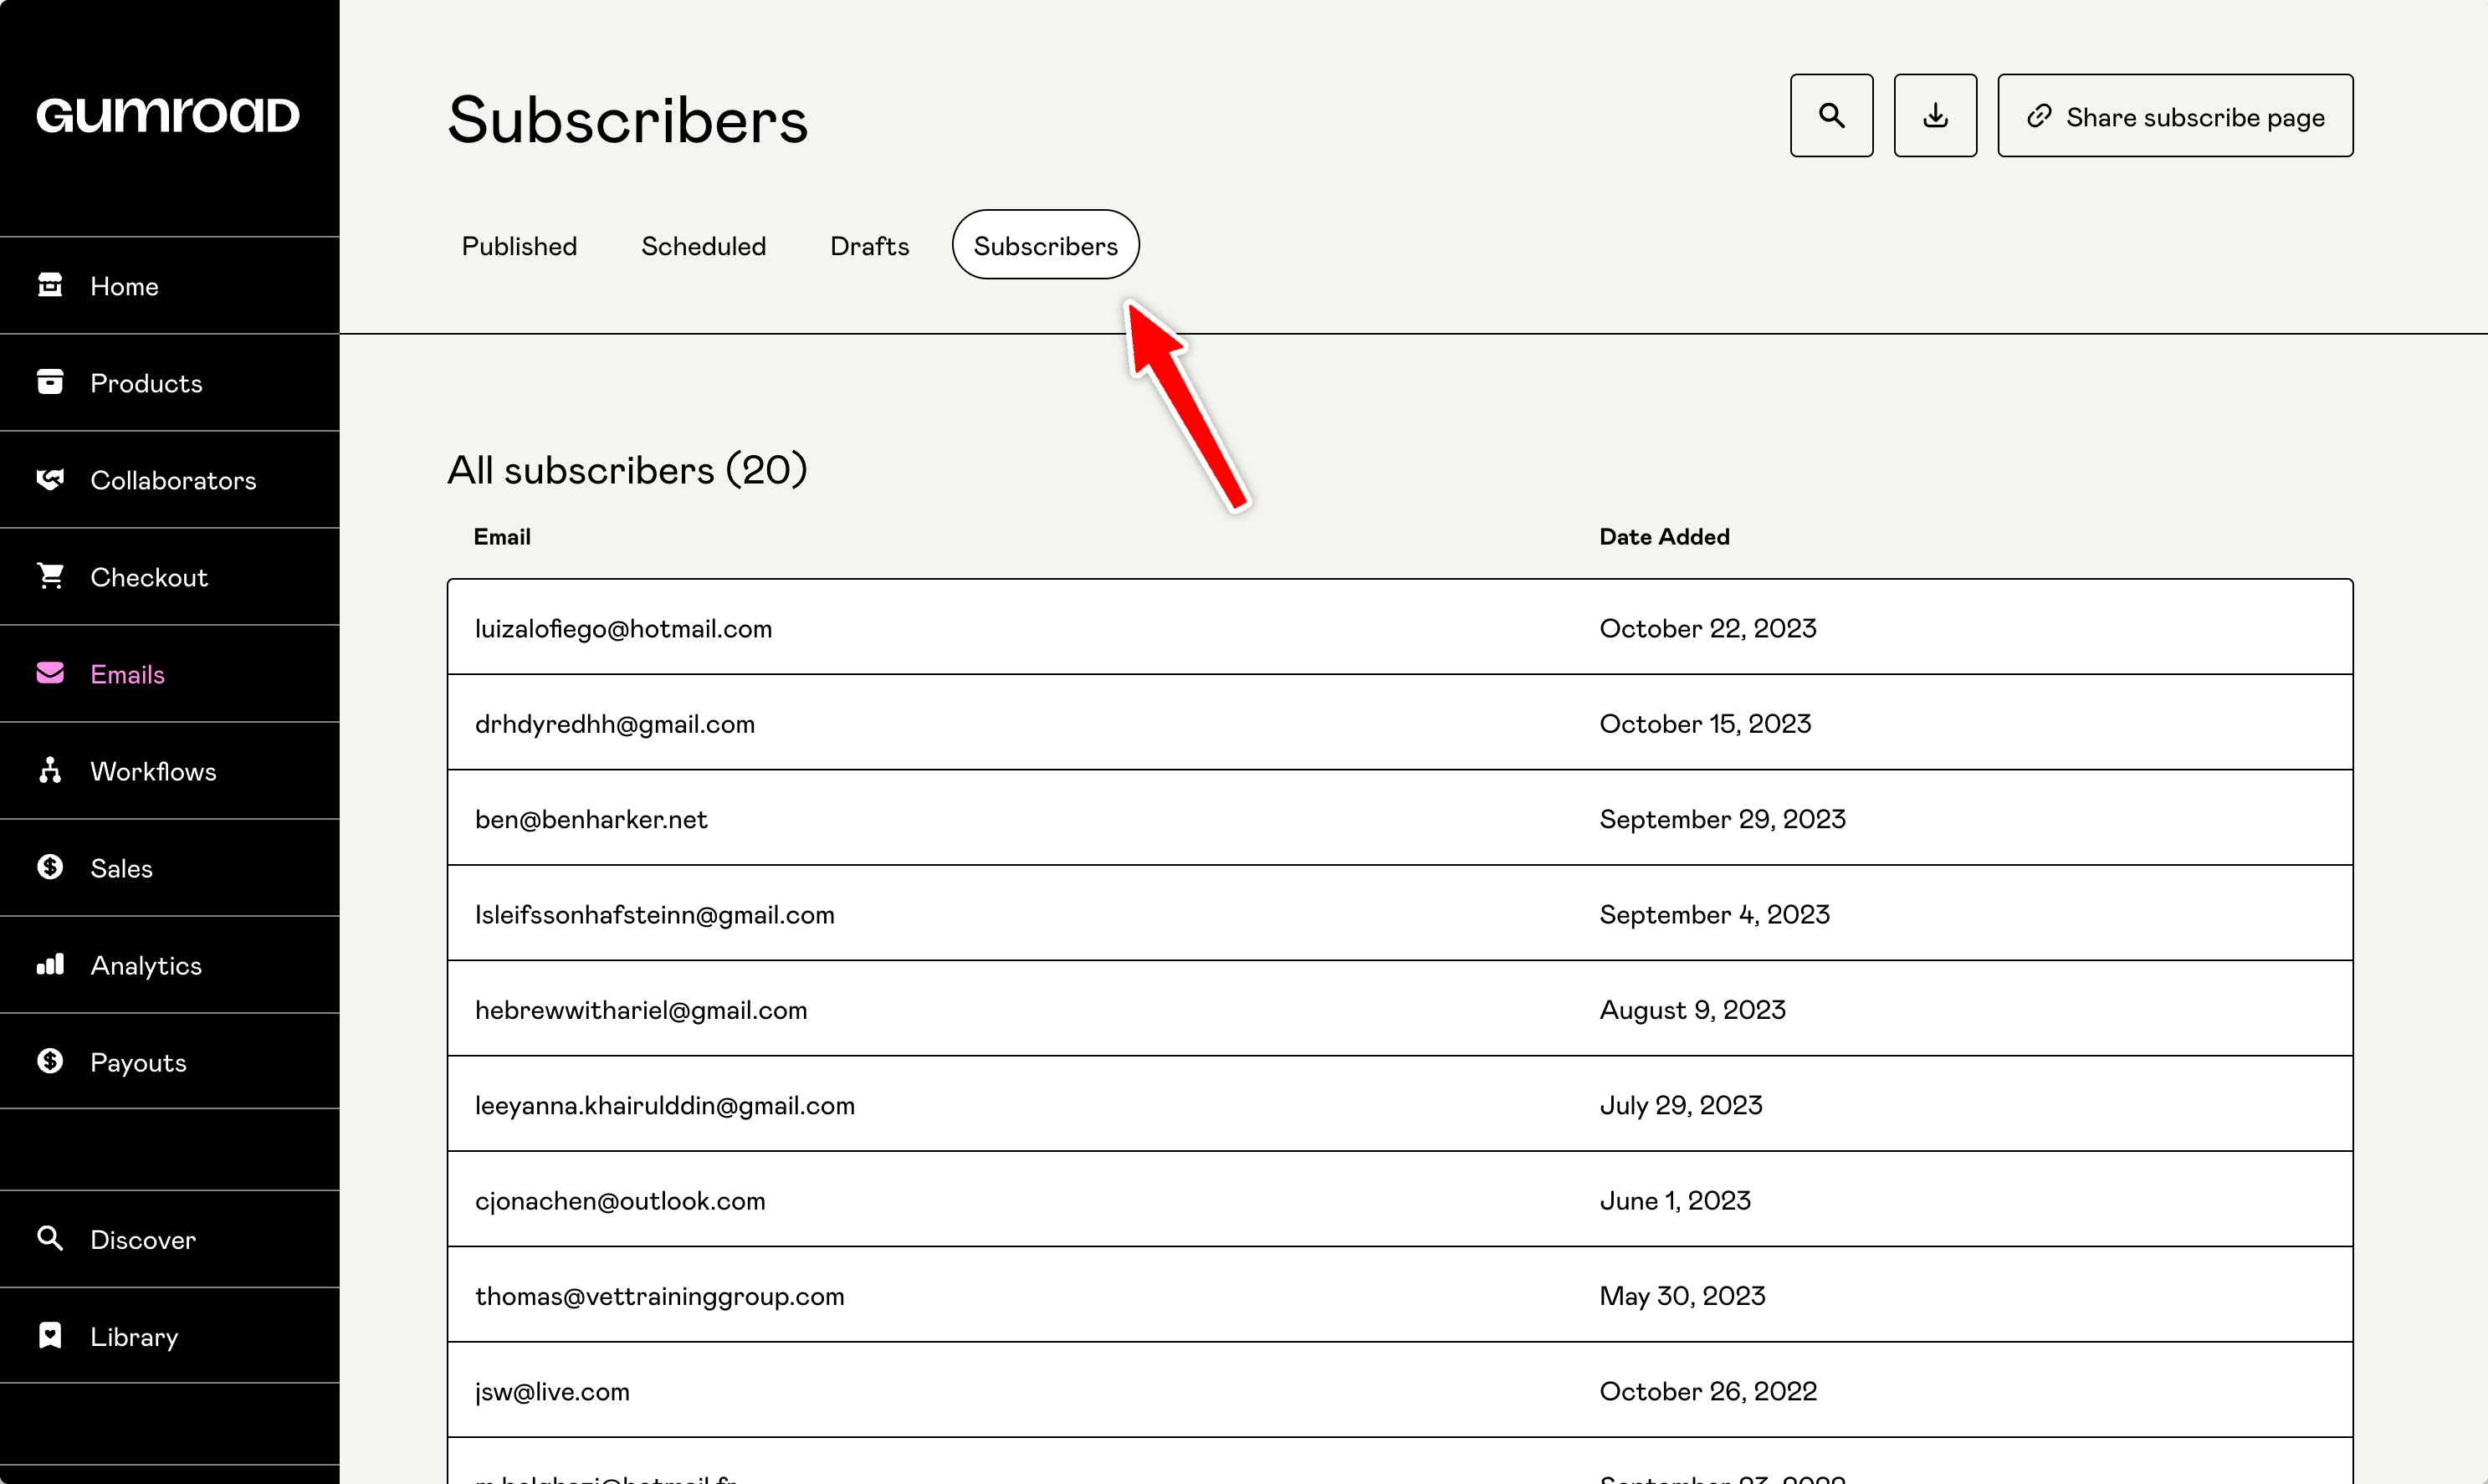 GUMROAD
Home
Products
Collaborators
Checkout
Emails
Workflows
Sales
Analytics
Payouts
Discover
Library
Subscribers
Share subscribe page
Published Scheduled Drafts Subscribers
All subscribers (20)
Email Date Added
luizalofiego@hotmail.com October 22, 2023
drhdyredhh@gmail.com October 15, 2023
ben@benharker.net September 29, 2023
lsleifssonhafsteinn@gmail.com September 4, 2023
hebrewwithariel@gmail.com August 9, 2023
leeyanna.khairulddin@gmail.com July 29, 2023
cjonachen@outlook.com June 1, 2023
thomas@vettraininggroup.com May 30, 2023
jsw@live.com October 26, 2022